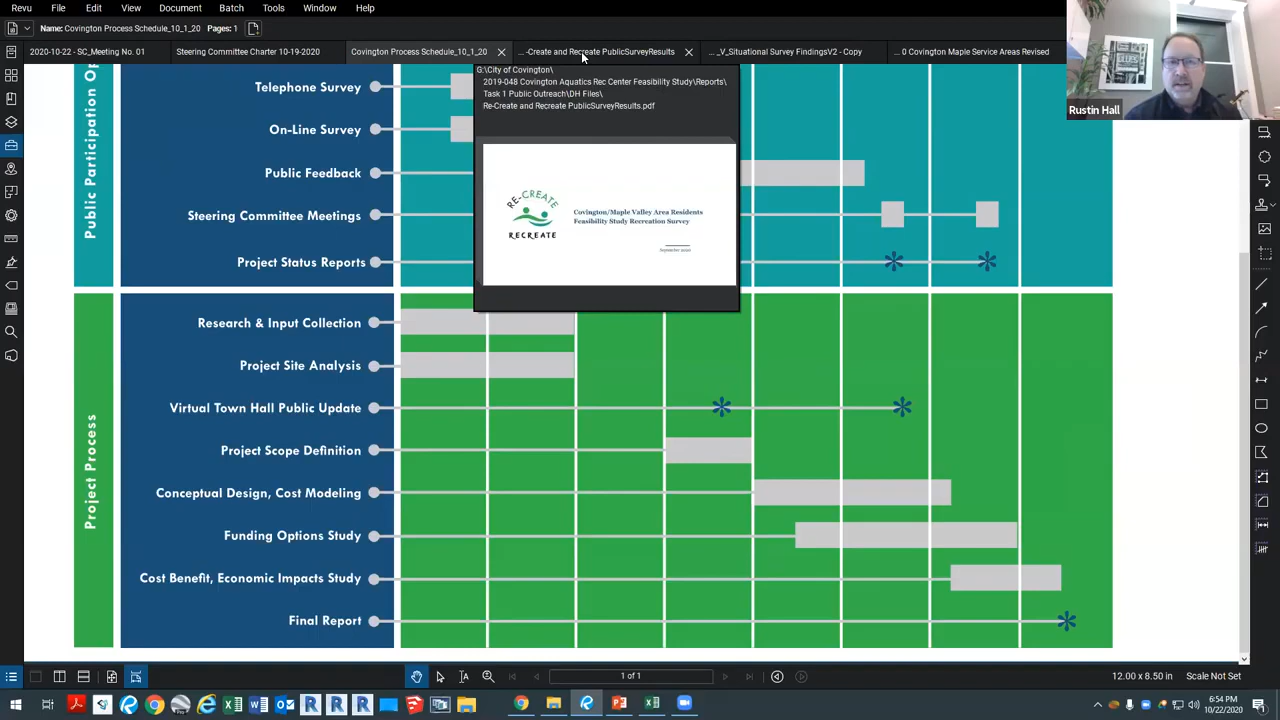 Revu File Edit View Document Batch Tools Window Help
Name: Covington Process Schedule_10_1_20 Pages: 1
2020-10-22 - SC_Meeting No. 01
Steering Committee Charter 10-19-2020
Covington Process Schedule_10_1_20
...-Create and Recreate PublicSurveyResults
..._V_Situational Survey FindingsV2 - Copy
...0 Covington Maple Service Areas Revised
G:\City of Covington\
2019-048 Covington Aquatics Rec Center Feasibility Study\Reports\
Task 1 Public Outreach\DH Files\
Re-Create and Recreate PublicSurveyResults.pdf
RE-CREATE
RECREATE
Covington/Maple Valley Area Residents
Feasibility Study Recreation Survey
September 2020
Rustin Hall
Public Participation Op
Telephone Survey
On-Line Survey
Public Feedback
Steering Committee Meetings
* *
Project Status Reports
Project Process
Research & Input Collection
Project Site Analysis
Virtual Town Hall Public Update
* *
Project Scope Definition
Conceptual Design, Cost Modeling
Funding Options Study
Cost Benefit, Economic Impacts Study
Final Report
*
1 of 1
12.00 x 8.50 in
Scale Not Set
6:54 PM
10/22/2020